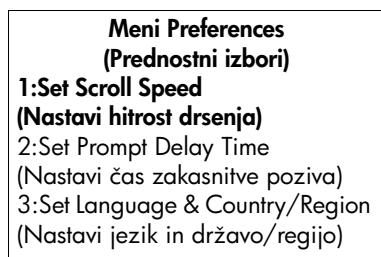 Meni Preferences
(Prednostni izbori)
1:Set Scroll Speed
(Nastavi hitrost drsenja)
2:Set Prompt Delay Time
(Nastavi čas zakasnitve poziva)
3:Set Language & Country/Region
(Nastavi jezik in državo/regijo)